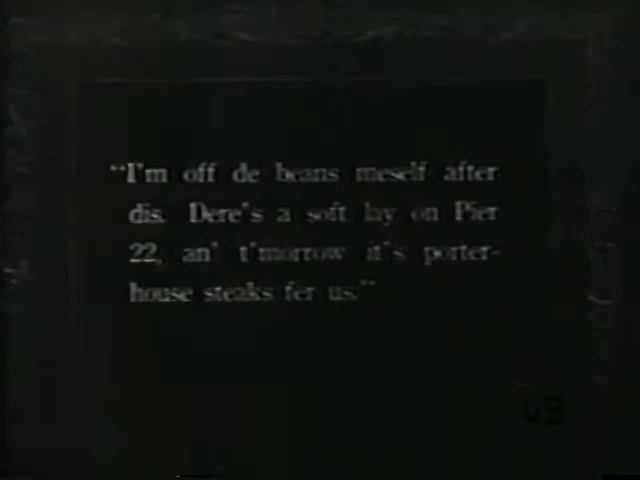 "I'm off de beans meself after
dis. Dere's a soft lay on Pier
22, an' t'morrow it's porter-
house steaks fer us."